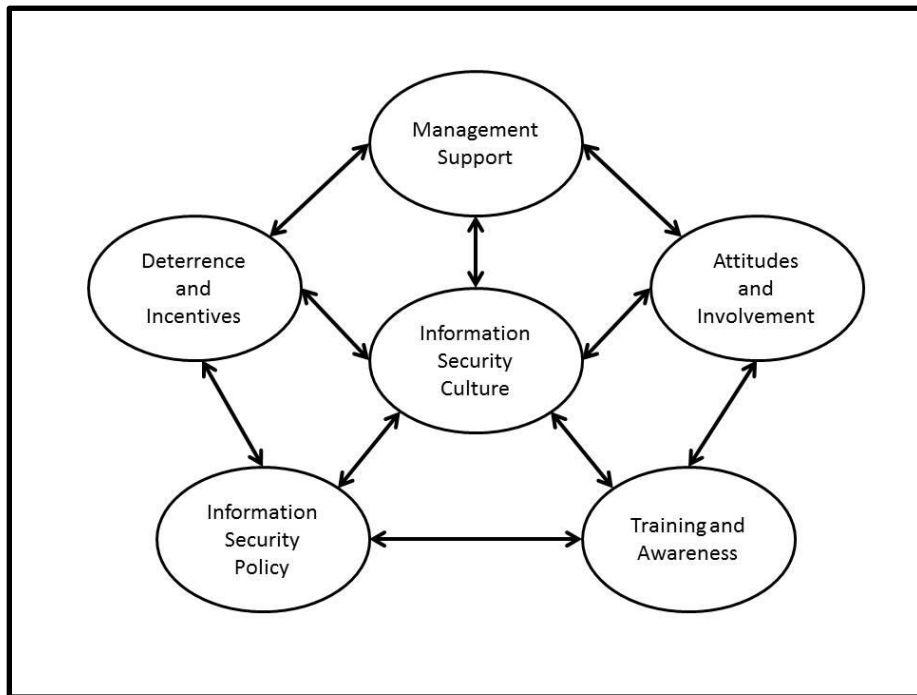 Management
Support
Deterrence
and
Incentives
Attitudes
and
Involvement
Information
Security
Culture
Information
Security
Policy
Training and
Awareness